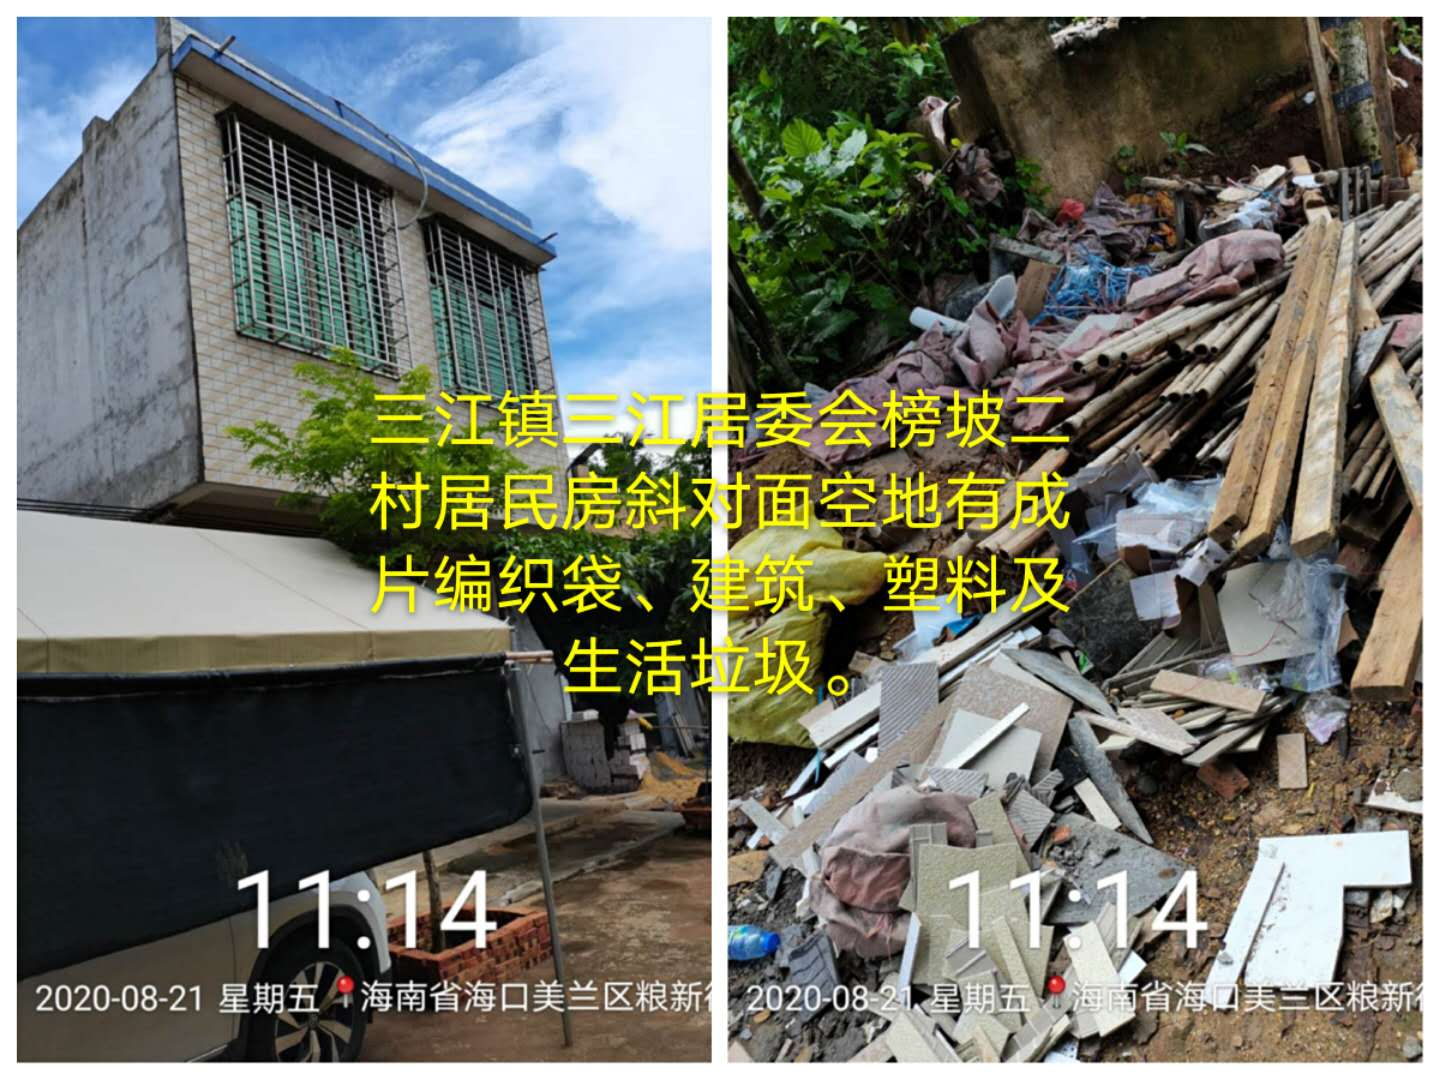 三江镇三江居委会榜坡二
村居民房斜对面空地有成
片编织袋、建筑、塑料及
生活垃圾。
11:14
2020-08-21 星期五 海南省海口美兰区粮新
11:14
2020-08-21 星期五 海南省海口美兰区粮新